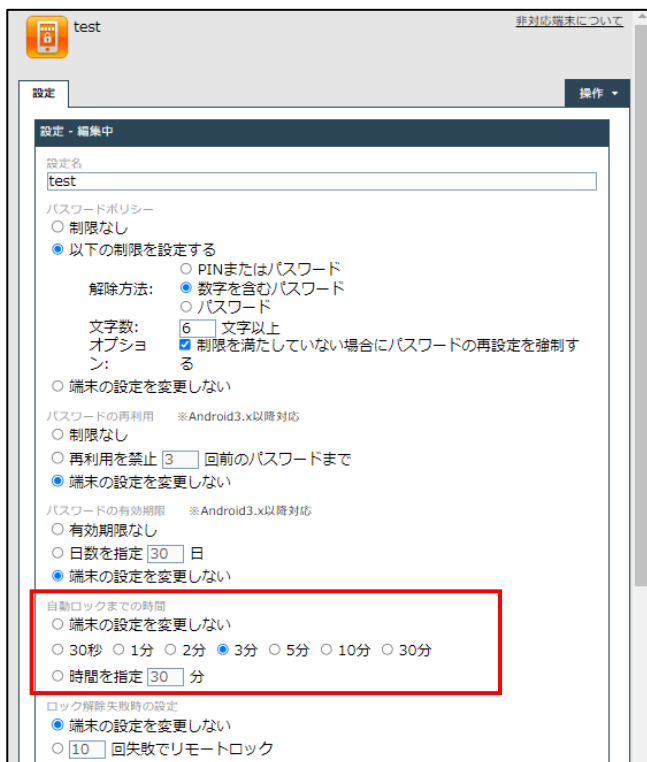 test
非対応端末について
設定
操作
設定 - 編集中
設定名
test
パスワードポリシー
制限なし
以下の制限を設定する
PINまたはパスワード
解除方法: 数字を含むパスワード
パスワード
文字数: 6 文字以上
オプショ 制限を満たしていない場合にパスワードの再設定を強制す
ン: る
端末の設定を変更しない
パスワードの再利用 ※Android3.x以降対応
制限なし
再利用を禁止 3 回前のパスワードまで
端末の設定を変更しない
パスワードの有効期限 ※Android3.x以降対応
有効期限なし
日数を指定 30 日
端末の設定を変更しない
自動ロックまでの時間
端末の設定を変更しない
30秒 1分 2分 3分 5分 10分 30分
時間を指定 30 分
ロック解除失敗時の設定
端末の設定を変更しない
10 回失敗でリモートロック